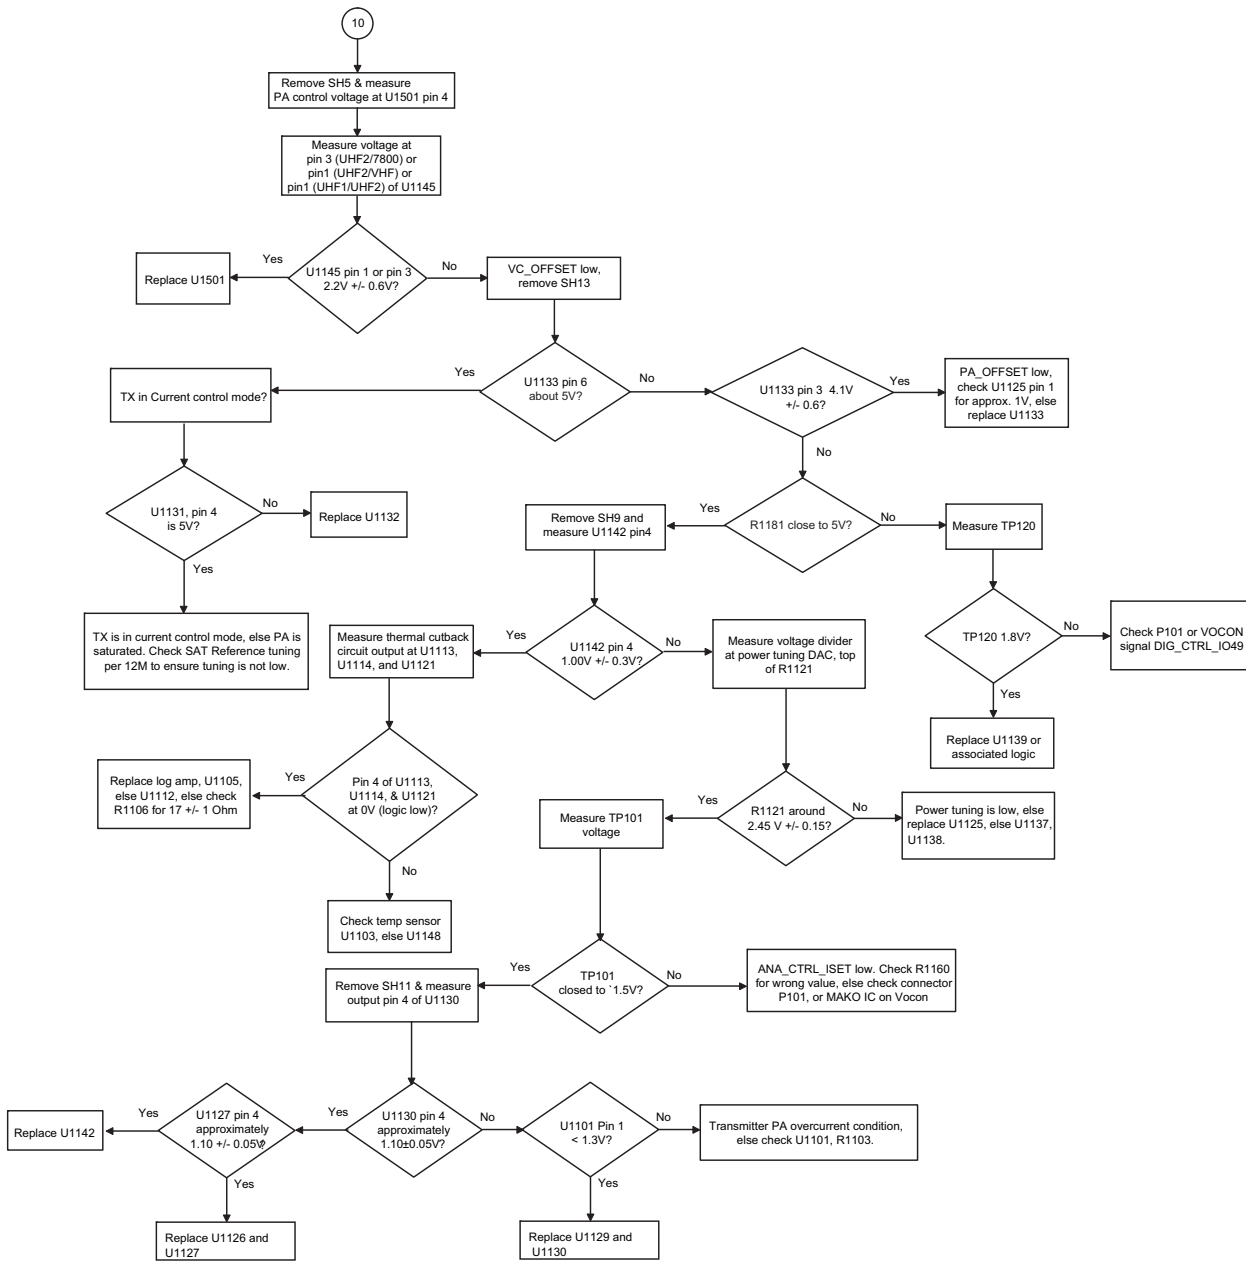 10
Remove SH5 & measure
PA control voltage at U1501 pin 4
Measure voltage at
pin 3 (UHF2/7800) or
pin1 (UHF2/VHF) or
pin1 (UHF1/UHF2) of U1145
U1145 pin 1 or pin 3
2.2V +/- 0.6V?
Yes
Replace U1501
No
VC_OFFSET low,
remove SH13
U1133 pin 6
about 5V?
Yes
TX in Current control mode?
No
U1133 pin 3 4.1V
+/- 0.6?
Yes
PA_OFFSET low,
check U1125 pin 1
for approx. 1V, else
replace U1133
No
U1131, pin 4
is 5V?
No
Replace U1132
Yes
TX is in current control mode, else PA is
saturated. Check SAT Reference tuning
per 12M to ensure tuning is not low.
R1181 close to 5V?
Yes
Remove SH9 and
measure U1142 pin4
No
Measure TP120
TP120 1.8V?
No
Check P101 or VOCON
signal DIG_CTRL_IO49
Yes
Replace U1139 or
associated logic
U1142 pin 4
1.00V +/- 0.3V?
Yes
Measure thermal cutback
circuit output at U1113,
U1114, and U1121
No
Measure voltage divider
at power tuning DAC, top
of R1121
Pin 4 of U1113,
U1114, & U1121
at 0V (logic low)?
Yes
Replace log amp, U1105,
else U1112, else check
R1106 for 17 +/- 1 Ohm
No
Check temp sensor
U1103, else U1148
R1121 around
2.45 V +/- 0.15?
Yes
Measure TP101
voltage
No
Power tuning is low, else
replace U1125, else U1137,
U1138.
TP101
closed to `1.5V?
Yes
Remove SH11 & measure
output pin 4 of U1130
No
ANA_CTRL_ISET low. Check R1160
for wrong value, else check connector
P101, or MAKO IC on Vocon
U1130 pin 4
approximately
1.10±0.05V?
Yes
U1127 pin 4
approximately
1.10 +/- 0.05V?
Yes
Replace U1142
Yes
Replace U1126 and
U1127
No
U1101 Pin 1
< 1.3V?
No
Transmitter PA overcurrent condition,
else check U1101, R1103.
Yes
Replace U1129 and
U1130